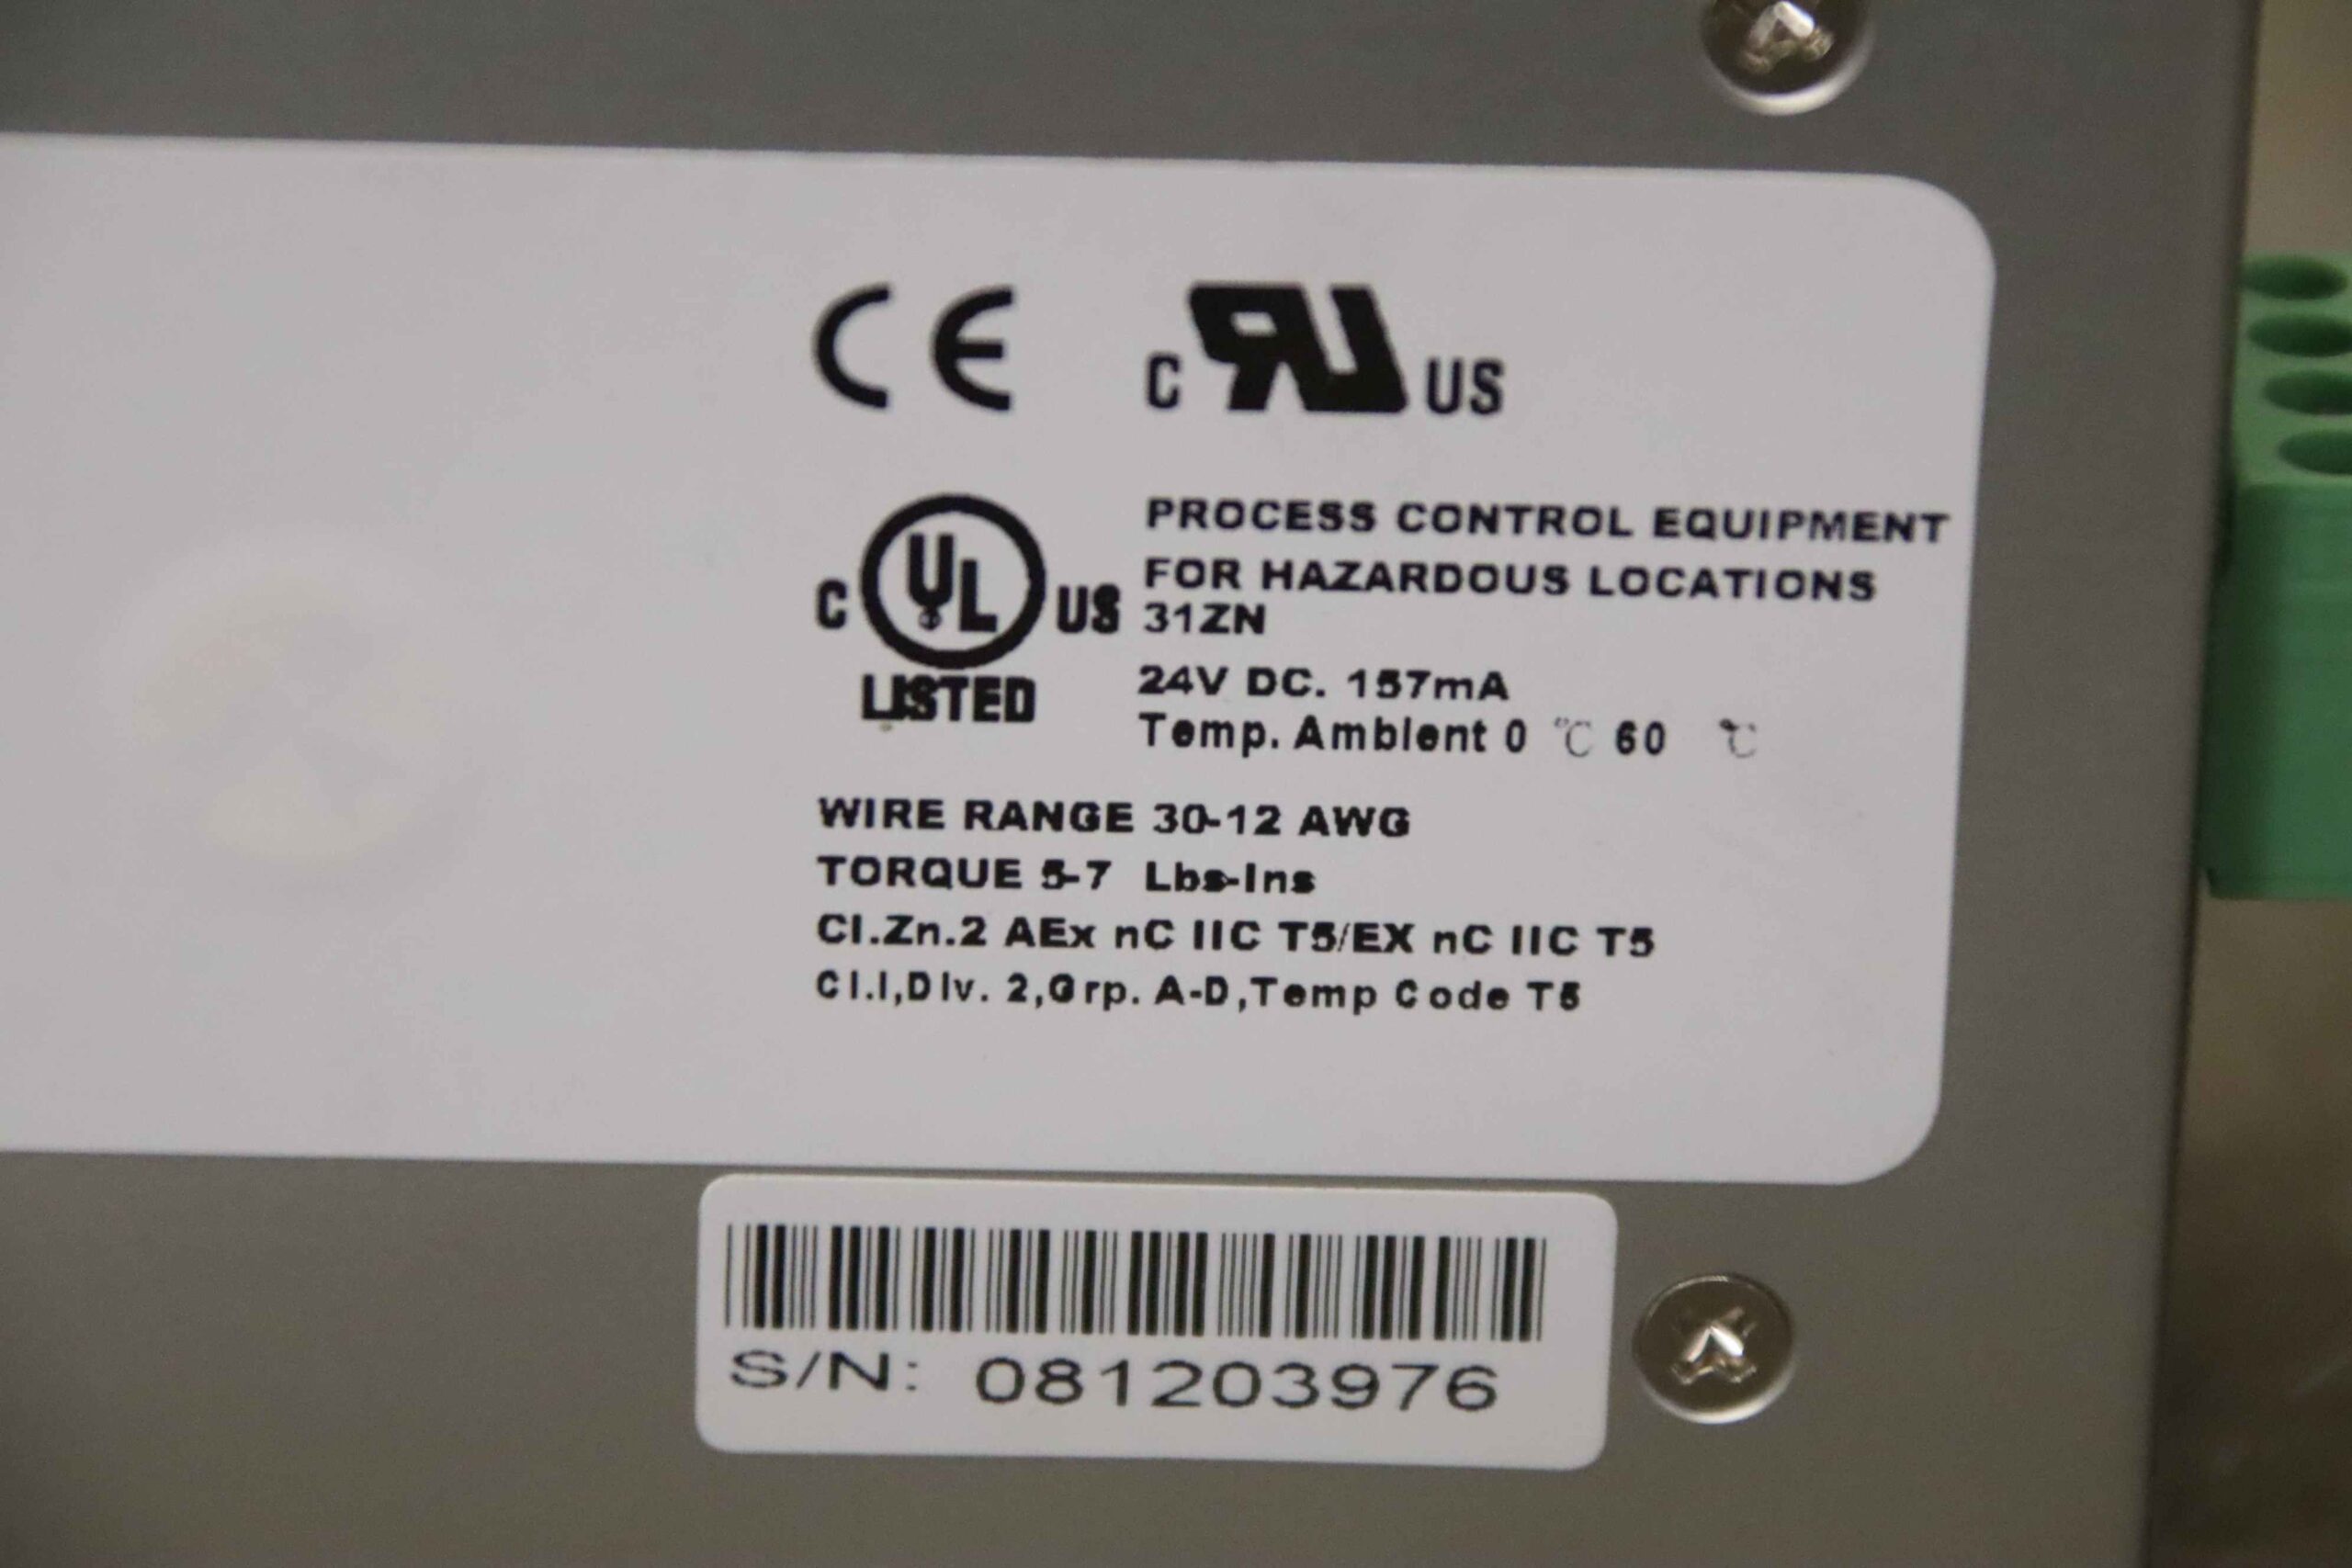 CE c RU US
C UL US LISTED
PROCESS CONTROL EQUIPMENT
FOR HAZARDOUS LOCATIONS
31ZN
24V DC. 157mA
Temp. Ambient 0 ℃ 60 ℃
WIRE RANGE 30-12 AWG
TORQUE 5-7 Lbs-Ins
Cl.Zn.2 AEx nC IIC T5/EX nC IIC T5
Cl.I,Div. 2,Grp. A-D,Temp Code T5
S/N: 081203976